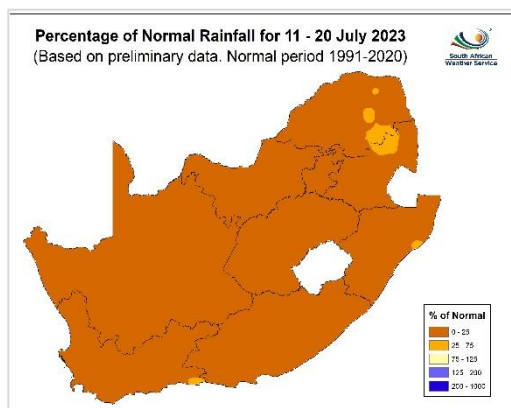 Percentage of Normal Rainfall for 11 - 20 July 2023
(Based on preliminary data. Normal period 1991-2020)
South African
Weather Service
% of Normal
0 - 25
25 - 75
75 - 125
125 - 200
200 - 1000